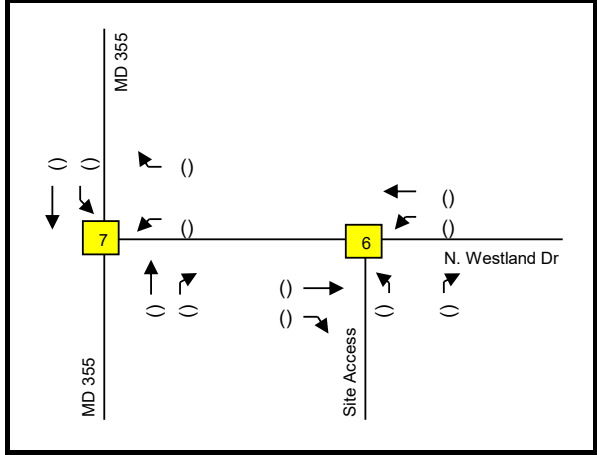 MD 355
() () ()
()
()
()
7
6
N. Westland Dr
()
()
() () () ()
MD 355
Site Access